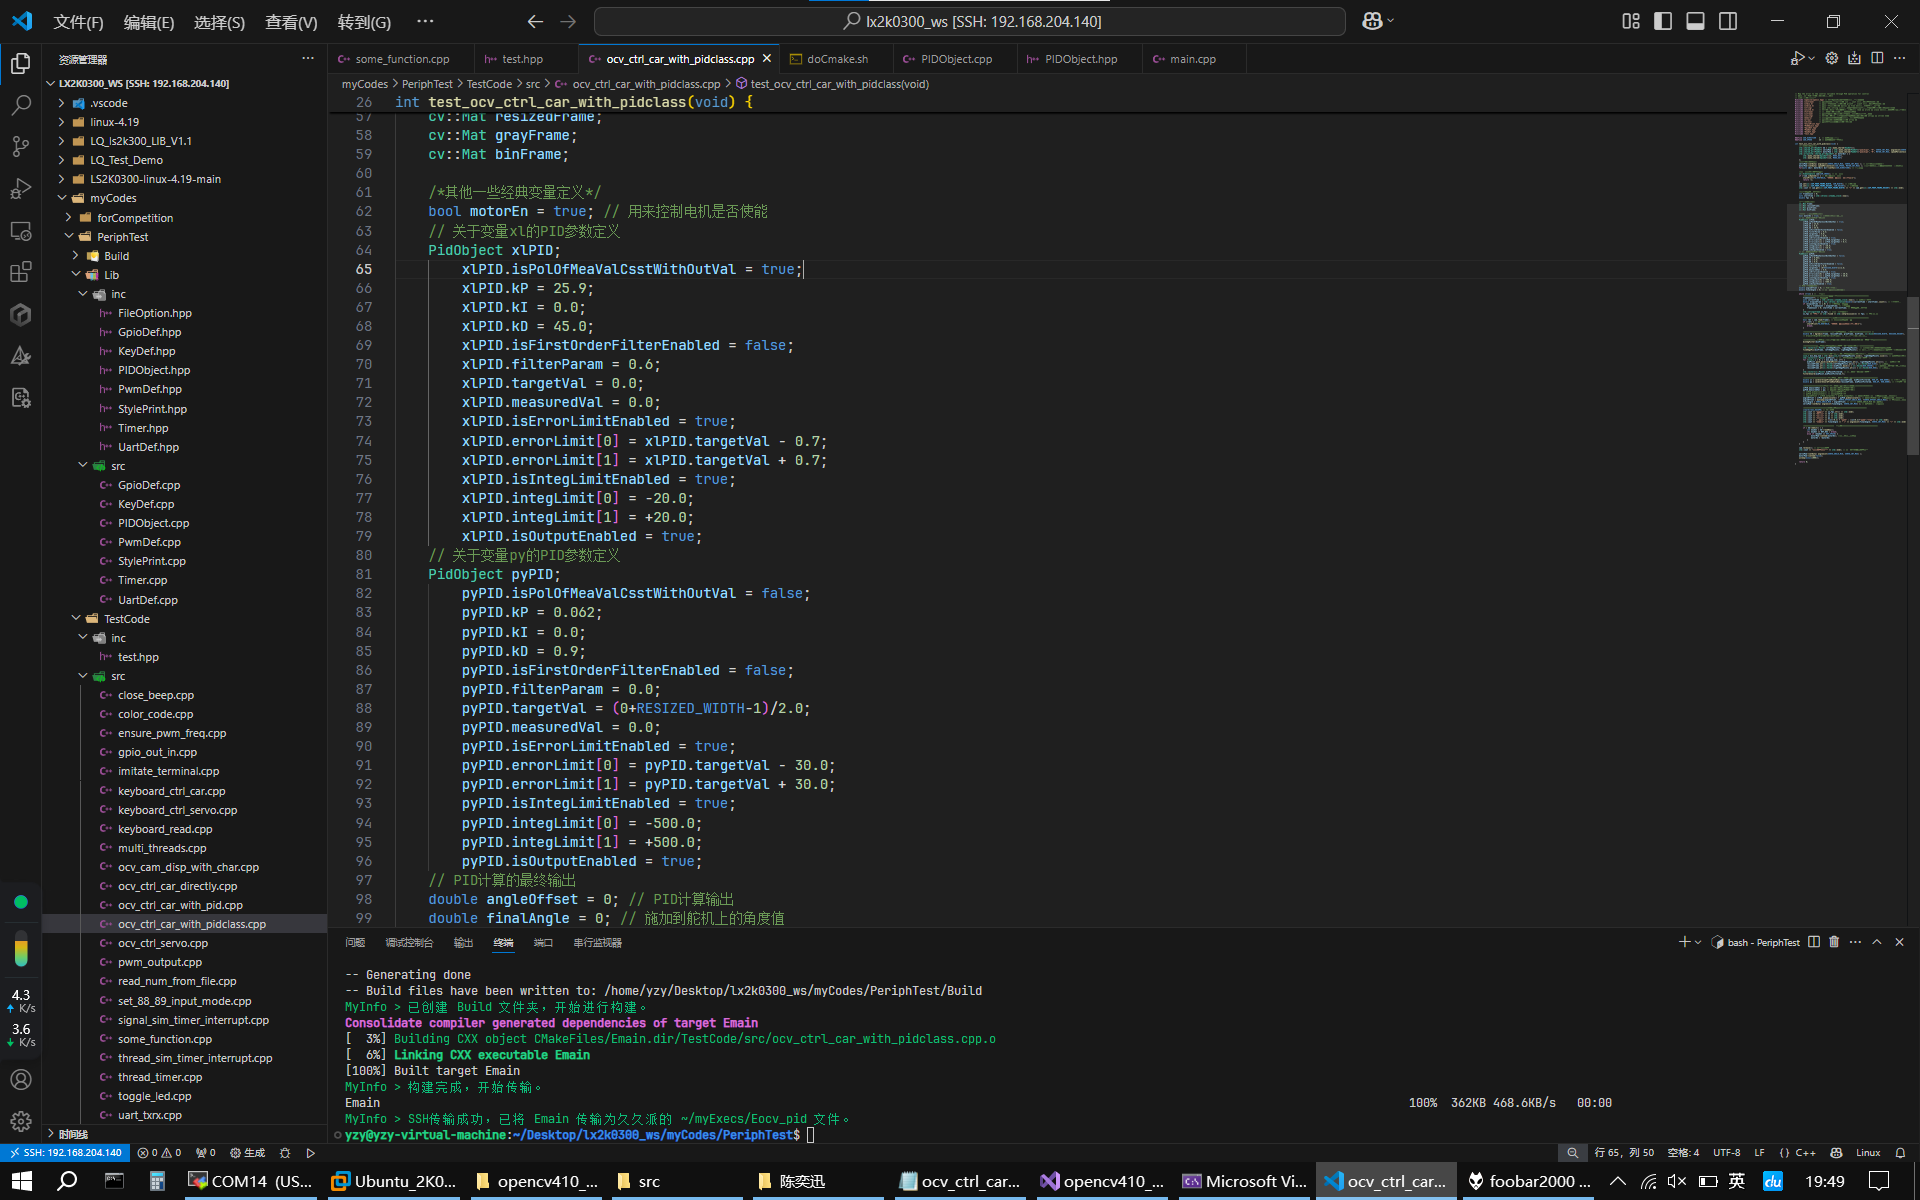 文件(F) 编辑(E) 选择(S) 查看(V) 转到(G) ··· lx2k0300_ws [SSH: 192.168.204.140]
资源管理器
LX2K0300_WS [SSH: 192.168.204.140]
.vscode
linux-4.19
LQ_ls2k300_LIB_V1.1
LQ_Test_Demo
LS2K0300-linux-4.19-main
myCodes
forCompetition
PeriphTest
Build
Lib
inc
FileOption.hpp
GpioDef.hpp
KeyDef.hpp
PIDObject.hpp
PwmDef.hpp
StylePrint.hpp
Timer.hpp
UartDef.hpp
src
GpioDef.cpp
KeyDef.cpp
PIDObject.cpp
PwmDef.cpp
StylePrint.cpp
Timer.cpp
UartDef.cpp
TestCode
inc
test.hpp
src
close_beep.cpp
color_code.cpp
ensure_pwm_freq.cpp
gpio_out_in.cpp
imitate_terminal.cpp
keyboard_ctrl_car.cpp
keyboard_ctrl_servo.cpp
keyboard_read.cpp
multi_threads.cpp
ocv_cam_disp_with_char.cpp
ocv_ctrl_car_directly.cpp
ocv_ctrl_car_with_pid.cpp
ocv_ctrl_car_with_pidclass.cpp
ocv_ctrl_servo.cpp
pwm_output.cpp
read_num_from_file.cpp
set_88_89_input_mode.cpp
signal_sim_timer_interrupt.cpp
some_function.cpp
thread_sim_timer_interrupt.cpp
thread_timer.cpp
toggle_led.cpp
uart_txrx.cpp
时间线
4.3
K/s
3.6
K/s
some_function.cpp test.hpp ocv_ctrl_car_with_pidclass.cpp doCmake.sh PIDObject.cpp PIDObject.hpp main.cpp
myCodes > PeriphTest > TestCode > src > ocv_ctrl_car_with_pidclass.cpp > test_ocv_ctrl_car_with_pidclass(void)
26 int test_ocv_ctrl_car_with_pidclass(void) {
57 cv::Mat resizedFrame;
58 cv::Mat grayFrame;
59 cv::Mat binFrame;
60
61 /*其他一些经典变量定义*/
62 bool motorEn = true; // 用来控制电机是否使能
63 // 关于变量xl的PID参数定义
64 PidObject xlPID;
65 xlPID.isPolOfMeaValCsstWithOutVal = true;
66 xlPID.kP = 25.9;
67 xlPID.kI = 0.0;
68 xlPID.kD = 45.0;
69 xlPID.isFirstOrderFilterEnabled = false;
70 xlPID.filterParam = 0.6;
71 xlPID.targetVal = 0.0;
72 xlPID.measuredVal = 0.0;
73 xlPID.isErrorLimitEnabled = true;
74 xlPID.errorLimit[0] = xlPID.targetVal - 0.7;
75 xlPID.errorLimit[1] = xlPID.targetVal + 0.7;
76 xlPID.isIntegLimitEnabled = true;
77 xlPID.integLimit[0] = -20.0;
78 xlPID.integLimit[1] = +20.0;
79 xlPID.isOutputEnabled = true;
80 // 关于变量py的PID参数定义
81 PidObject pyPID;
82 pyPID.isPolOfMeaValCsstWithOutVal = false;
83 pyPID.kP = 0.062;
84 pyPID.kI = 0.0;
85 pyPID.kD = 0.9;
86 pyPID.isFirstOrderFilterEnabled = false;
87 pyPID.filterParam = 0.0;
88 pyPID.targetVal = (0+RESIZED_WIDTH-1)/2.0;
89 pyPID.measuredVal = 0.0;
90 pyPID.isErrorLimitEnabled = true;
91 pyPID.errorLimit[0] = pyPID.targetVal - 30.0;
92 pyPID.errorLimit[1] = pyPID.targetVal + 30.0;
93 pyPID.isIntegLimitEnabled = true;
94 pyPID.integLimit[0] = -500.0;
95 pyPID.integLimit[1] = +500.0;
96 pyPID.isOutputEnabled = true;
97 // PID计算的最终输出
98 double angleOffset = 0; // PID计算输出
99 double finalAngle = 0; // 施加到舵机上的角度值
问题 调试控制台 输出 终端 端口 串行监视器 bash - PeriphTest
-- Generating done
-- Build files have been written to: /home/yzy/Desktop/lx2k0300_ws/myCodes/PeriphTest/Build
MyInfo > 已创建 Build 文件夹，开始进行构建。
Consolidate compiler generated dependencies of target Emain
[ 3%] Building CXX object CMakeFiles/Emain.dir/TestCode/src/ocv_ctrl_car_with_pidclass.cpp.o
[ 6%] Linking CXX executable Emain
[100%] Built target Emain
MyInfo > 构建完成，开始传输。
Emain 100% 362KB 468.6KB/s 00:00
MyInfo > SSH传输成功，已将 Emain 传输为久久派的 ~/myExecs/Eocv_pid 文件。
yzy@yzy-virtual-machine:~/Desktop/lx2k0300_ws/myCodes/PeriphTest$
SSH: 192.168.204.140 0 0 0 生成 行 65，列 50 空格: 4 UTF-8 LF {} C++ Linux
COM14 (US... Ubuntu_2K0... opencv410_... src 陈奕迅 ocv_ctrl_car... opencv410_... Microsoft Vi... ocv_ctrl_car... foobar2000 ... 英 du 19:49